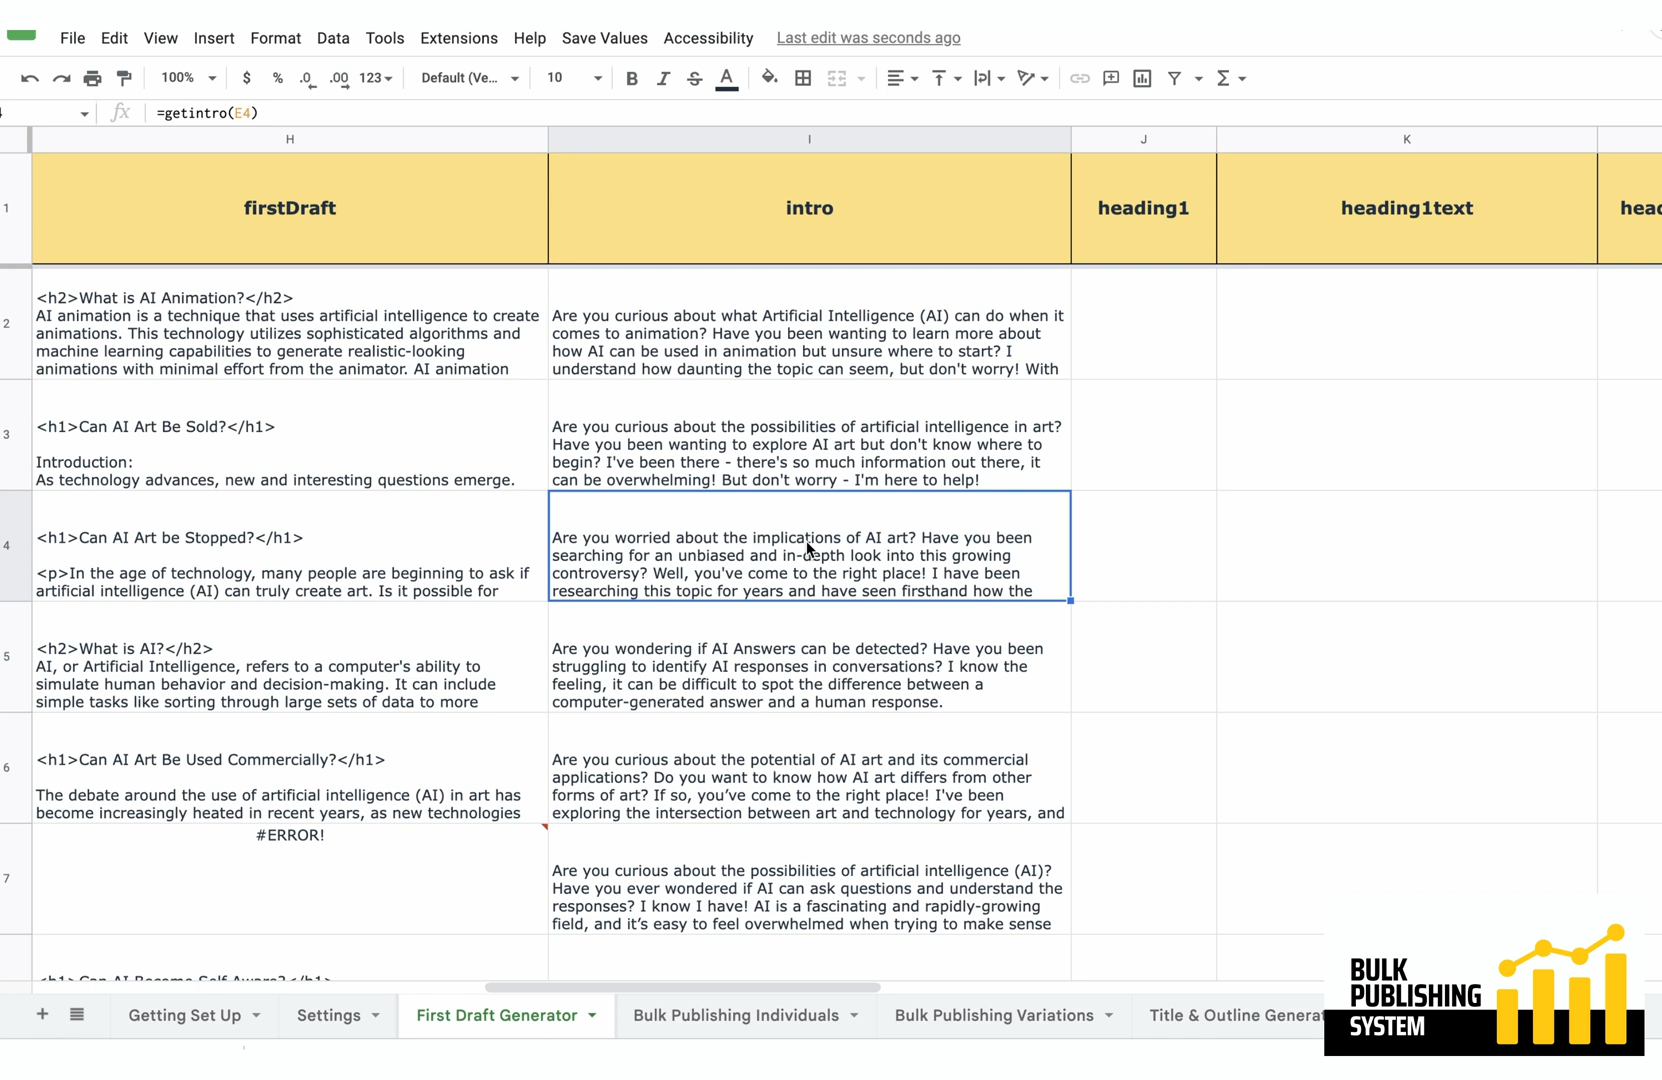 File Edit View Insert Format Data Tools Extensions Help Save Values Accessibility Last edit was seconds ago
100% $ % .0 .00 123 Default (Ve... 10 B I S A
fx =getintro(E4)
H I J K
1 firstDraft intro heading1 heading1text
2
<h2>What is AI Animation?</h2>
AI animation is a technique that uses artificial intelligence to create
animations. This technology utilizes sophisticated algorithms and
machine learning capabilities to generate realistic-looking
animations with minimal effort from the animator. AI animation
Are you curious about what Artificial Intelligence (AI) can do when it
comes to animation? Have you been wanting to learn more about
how AI can be used in animation but unsure where to start? I
understand how daunting the topic can seem, but don't worry! With
3
<h1>Can AI Art Be Sold?</h1>
Introduction:
As technology advances, new and interesting questions emerge.
Are you curious about the possibilities of artificial intelligence in art?
Have you been wanting to explore AI art but don't know where to
begin? I've been there - there's so much information out there, it
can be overwhelming! But don't worry - I'm here to help!
4
<h1>Can AI Art be Stopped?</h1>
<p>In the age of technology, many people are beginning to ask if
artificial intelligence (AI) can truly create art. Is it possible for
Are you worried about the implications of AI art? Have you been
searching for an unbiased and in-depth look into this growing
controversy? Well, you've come to the right place! I have been
researching this topic for years and have seen firsthand how the
5
<h2>What is AI?</h2>
AI, or Artificial Intelligence, refers to a computer's ability to
simulate human behavior and decision-making. It can include
simple tasks like sorting through large sets of data to more
Are you wondering if AI Answers can be detected? Have you been
struggling to identify AI responses in conversations? I know the
feeling, it can be difficult to spot the difference between a
computer-generated answer and a human response.
6
<h1>Can AI Art Be Used Commercially?</h1>
The debate around the use of artificial intelligence (AI) in art has
become increasingly heated in recent years, as new technologies
Are you curious about the potential of AI art and its commercial
applications? Do you want to know how AI art differs from other
forms of art? If so, you’ve come to the right place! I've been
exploring the intersection between art and technology for years, and
7
#ERROR!
Are you curious about the possibilities of artificial intelligence (AI)?
Have you ever wondered if AI can ask questions and understand the
responses? I know I have! AI is a fascinating and rapidly-growing
field, and it’s easy to feel overwhelmed when trying to make sense
<h1>Can AI Become Self Aware?</h1>
Getting Set Up Settings First Draft Generator Bulk Publishing Individuals Bulk Publishing Variations Title & Outline Generat
BULK
PUBLISHING
SYSTEM